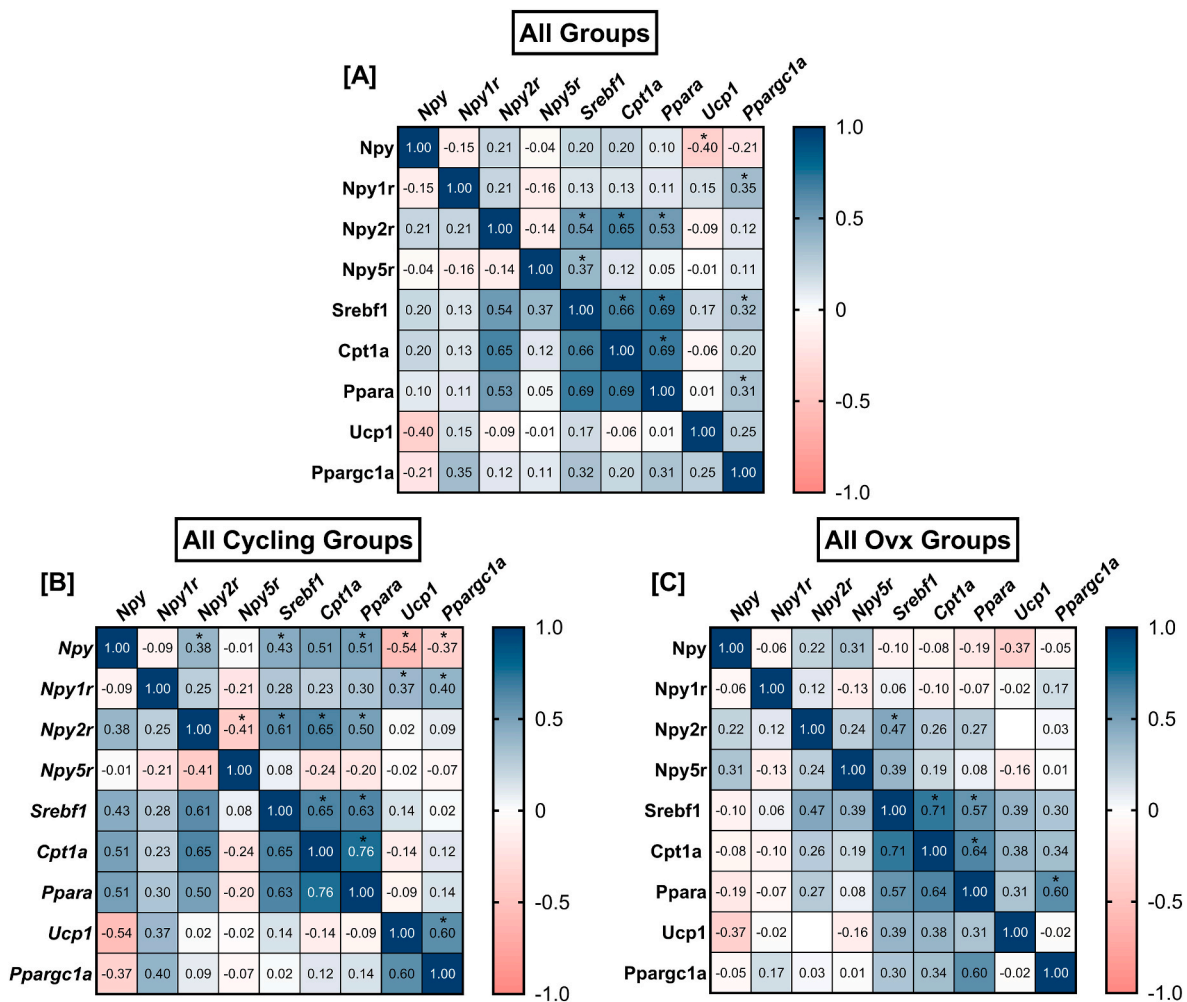 All Groups
[A]
Npy Npy1r Npy2r Npy5r Srebf1 Cpt1a Ppara Ucp1 Ppargc1a
Npy 1.00 -0.15 0.21 -0.04 0.20 0.20 0.10 * -0.40 -0.21
Npy1r -0.15 1.00 0.21 -0.16 0.13 0.13 0.11 0.15 * 0.35
Npy2r 0.21 0.21 1.00 -0.14 * 0.54 * 0.65 * 0.53 -0.09 0.12
Npy5r -0.04 -0.16 -0.14 1.00 * 0.37 0.12 0.05 -0.01 0.11
Srebf1 0.20 0.13 0.54 0.37 1.00 * 0.66 * 0.69 0.17 * 0.32
Cpt1a 0.20 0.13 0.65 0.12 0.66 1.00 * 0.69 -0.06 0.20
Ppara 0.10 0.11 0.53 0.05 0.69 0.69 1.00 0.01 * 0.31
Ucp1 -0.40 0.15 -0.09 -0.01 0.17 -0.06 0.01 1.00 0.25
Ppargc1a -0.21 0.35 0.12 0.11 0.32 0.20 0.31 0.25 1.00
1.0
0.5
0
-0.5
-1.0
All Cycling Groups
[B]
Npy Npy1r Npy2r Npy5r Srebf1 Cpt1a Ppara Ucp1 Ppargc1a
Npy 1.00 -0.09 * 0.38 -0.01 * 0.43 0.51 * 0.51 * -0.54 * -0.37
Npy1r -0.09 1.00 0.25 -0.21 0.28 0.23 0.30 * 0.37 * 0.40
Npy2r 0.38 0.25 1.00 * -0.41 * 0.61 * 0.65 * 0.50 0.02 0.09
Npy5r -0.01 -0.21 -0.41 1.00 0.08 -0.24 -0.20 -0.02 -0.07
Srebf1 0.43 0.28 0.61 0.08 1.00 * 0.65 * 0.63 0.14 0.02
Cpt1a 0.51 0.23 0.65 -0.24 0.65 1.00 * 0.76 -0.14 0.12
Ppara 0.51 0.30 0.50 -0.20 0.63 0.76 1.00 -0.09 0.14
Ucp1 -0.54 0.37 0.02 -0.02 0.14 -0.14 -0.09 1.00 * 0.60
Ppargc1a -0.37 0.40 0.09 -0.07 0.02 0.12 0.14 0.60 1.00
1.0
0.5
0
-0.5
-1.0
All Ovx Groups
[C]
Npy Npy1r Npy2r Npy5r Srebf1 Cpt1a Ppara Ucp1 Ppargc1a
Npy 1.00 -0.06 0.22 0.31 -0.10 -0.08 -0.19 -0.37 -0.05
Npy1r -0.06 1.00 0.12 -0.13 0.06 -0.10 -0.07 -0.02 0.17
Npy2r 0.22 0.12 1.00 0.24 * 0.47 0.26 0.27 0.03
Npy5r 0.31 -0.13 0.24 1.00 0.39 0.19 0.08 -0.16 0.01
Srebf1 -0.10 0.06 0.47 0.39 1.00 * 0.71 * 0.57 0.39 0.30
Cpt1a -0.08 -0.10 0.26 0.19 0.71 1.00 * 0.64 0.38 0.34
Ppara -0.19 -0.07 0.27 0.08 0.57 0.64 1.00 0.31 * 0.60
Ucp1 -0.37 -0.02 -0.16 0.39 0.38 0.31 1.00 -0.02
Ppargc1a -0.05 0.17 0.03 0.01 0.30 0.34 0.60 -0.02 1.00
1.0
0.5
0
-0.5
-1.0